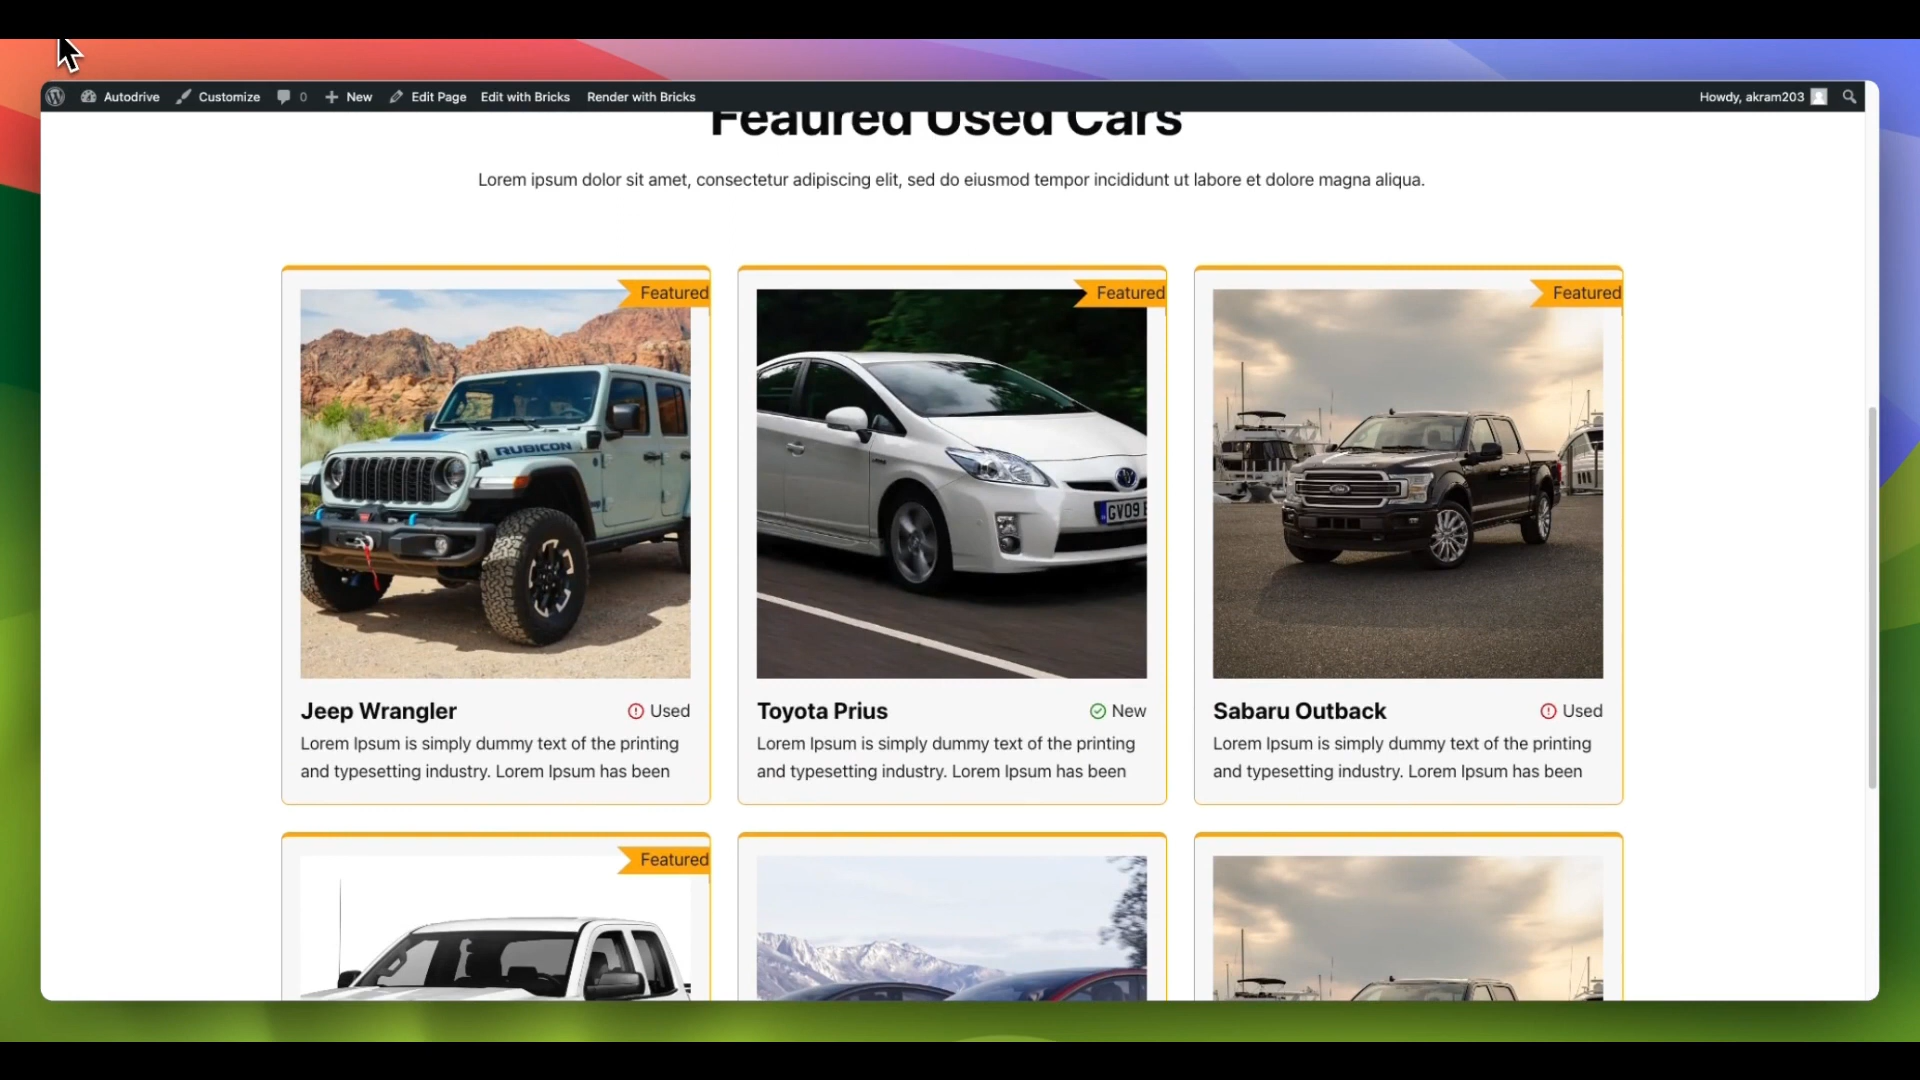 Autodrive Customize 0 New Edit Page Edit with Bricks Render with Bricks Howdy, akram203
Feaured Used Cars
Lorem ipsum dolor sit amet, consectetur adipiscing elit, sed do eiusmod tempor incididunt ut labore et dolore magna aliqua.
Featured
Featured
Featured
RUBICON
GV09
Jeep Wrangler Used
Lorem Ipsum is simply dummy text of the printing
and typesetting industry. Lorem Ipsum has been
Toyota Prius New
Lorem Ipsum is simply dummy text of the printing
and typesetting industry. Lorem Ipsum has been
Sabaru Outback Used
Lorem Ipsum is simply dummy text of the printing
and typesetting industry. Lorem Ipsum has been
Featured